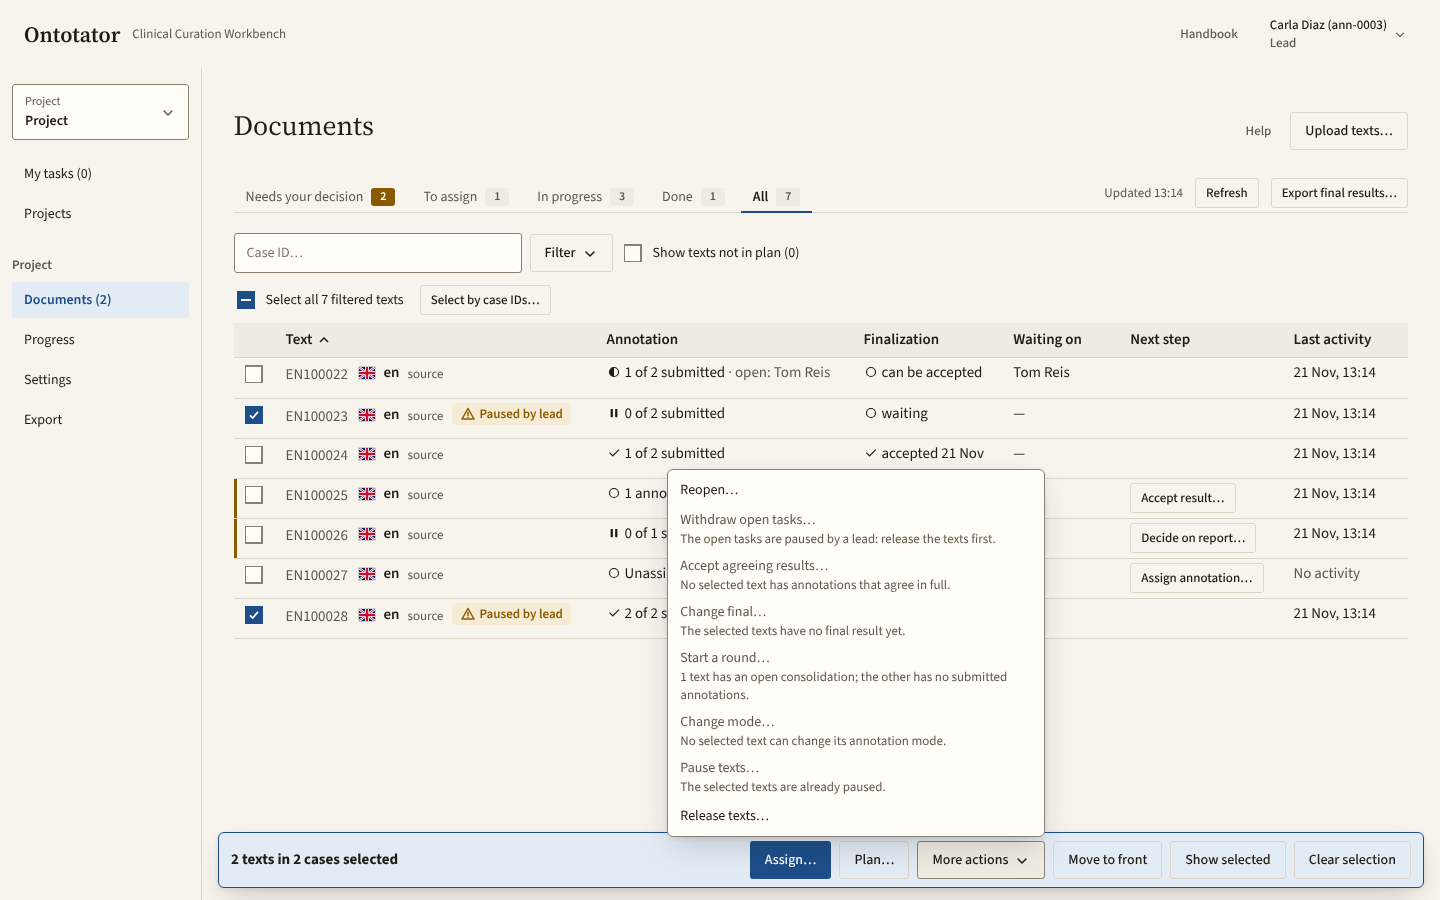 Ontotator Clinical Curation Workbench
Handbook
Carla Diaz (ann-0003)
Lead
Project
Project
My tasks (0)
Projects
Project
Documents (2)
Progress
Settings
Export
Documents
Help
Upload texts…
Needs your decision 2
To assign 1
In progress 3
Done 1
All 7
Updated 13:14
Refresh
Export final results…
Case ID…
Filter
Show texts not in plan (0)
Select all 7 filtered texts
Select by case IDs…
Text Annotation Finalization Waiting on Next step Last activity
EN100022 en source 1 of 2 submitted · open: Tom Reis can be accepted Tom Reis 21 Nov, 13:14
EN100023 en source Paused by lead 0 of 2 submitted waiting — 21 Nov, 13:14
EN100024 en source 1 of 2 submitted accepted 21 Nov — 21 Nov, 13:14
EN100025 en source 1 anno Accept result… 21 Nov, 13:14
EN100026 en source 0 of 1 s Decide on report… 21 Nov, 13:14
EN100027 en source Unassi Assign annotation… No activity
EN100028 en source Paused by lead 2 of 2 s 21 Nov, 13:14
Reopen…
Withdraw open tasks…
The open tasks are paused by a lead: release the texts first.
Accept agreeing results…
No selected text has annotations that agree in full.
Change final…
The selected texts have no final result yet.
Start a round…
1 text has an open consolidation; the other has no submitted
annotations.
Change mode…
No selected text can change its annotation mode.
Pause texts…
The selected texts are already paused.
Release texts…
2 texts in 2 cases selected
Assign…
Plan…
More actions
Move to front
Show selected
Clear selection